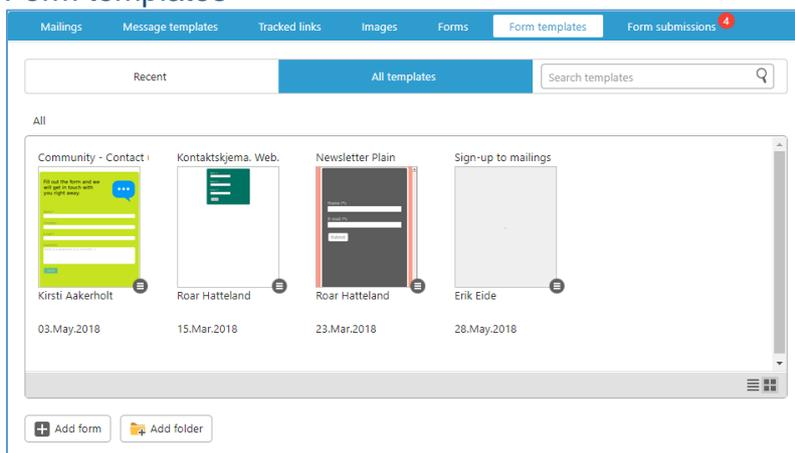 Form templates
Mailings Message templates Tracked links Images Forms Form templates Form submissions 4
Recent All templates Search templates
All
Community - Contact Kontaktskjema. Web. Newsletter Plain Sign-up to mailings
Fill out the form and we
will get in touch with
you right away.
Name (*):
E-mail (*):
Submit
Kirsti Aakerholt Roar Hatteland Roar Hatteland Erik Eide
03.May.2018 15.Mar.2018 23.Mar.2018 28.May.2018
Add form Add folder